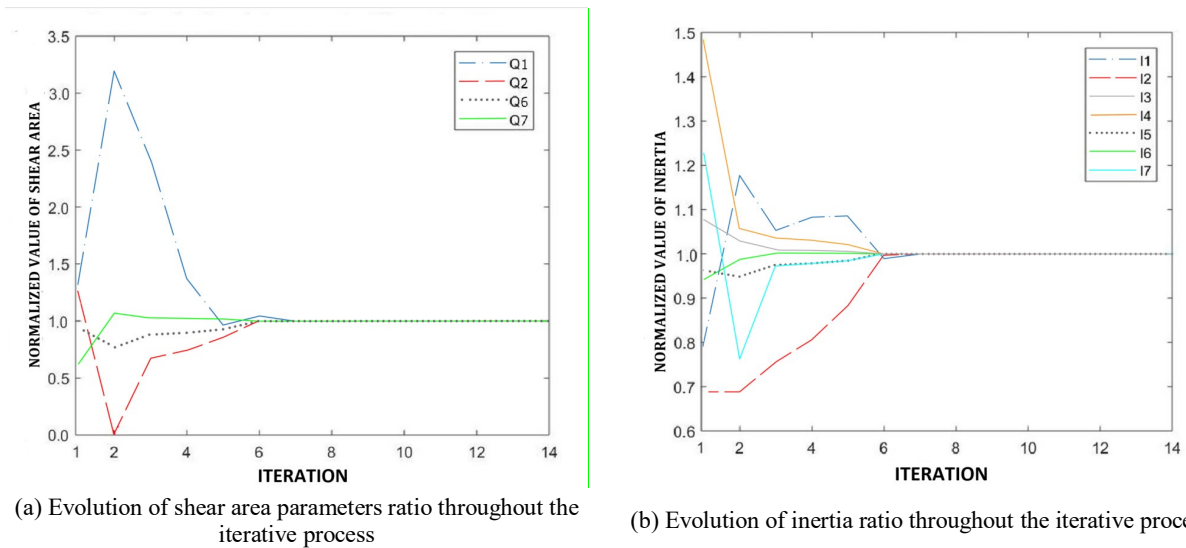 3.5
3.0
2.5
2.0
1.5
1.0
0.5
0.0
NORMALIZED VALUE OF SHEAR AREA
Q1
Q2
Q6
Q7
1 2 4 6 8 10 12 14
ITERATION
(a) Evolution of shear area parameters ratio throughout the
iterative process
1.5
1.4
1.3
1.2
1.1
1.0
0.9
0.8
0.7
0.6
NORMALIZED VALUE OF INERTIA
I1
I2
I3
I4
I5
I6
I7
1 2 4 6 8 10 12 14
ITERATION
(b) Evolution of inertia ratio throughout the iterative proce